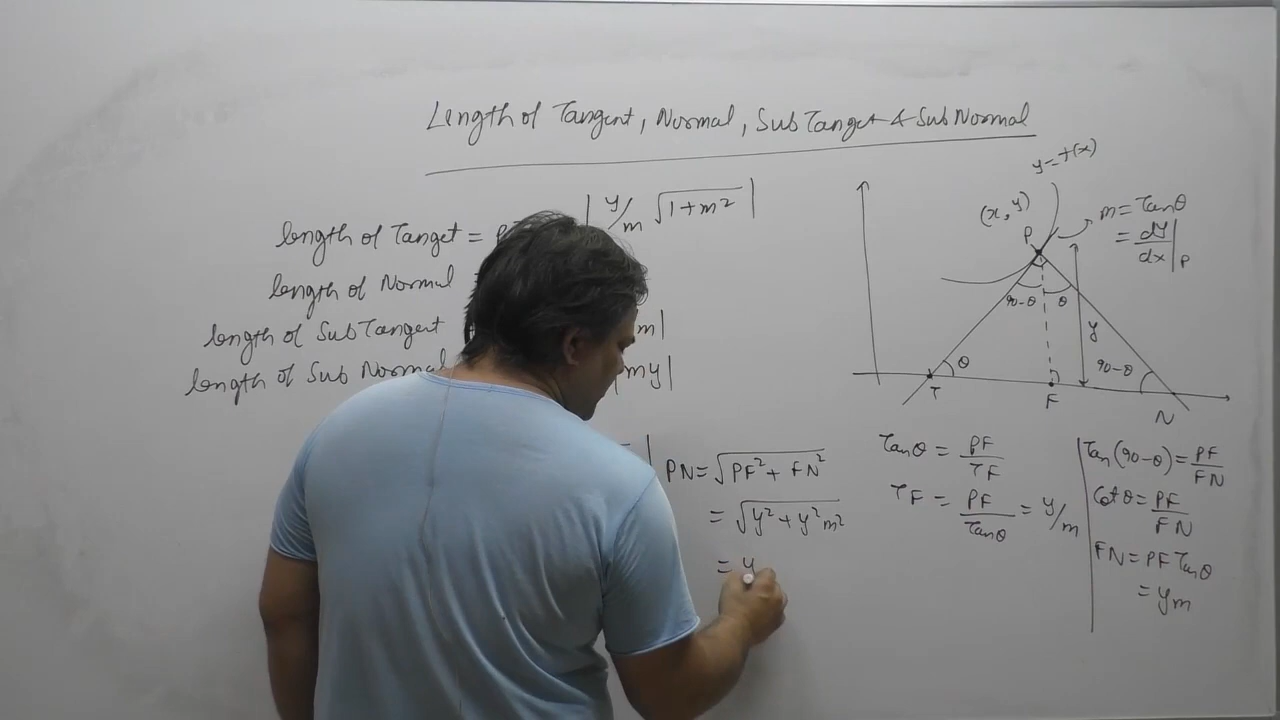 Length of Tangent, Normal, Sub Tanget & Sub Normal
length of Tanget = | y/m √1+m² |
length of Normal
length of Sub Tangent m|
length of Sub Normal |my|
PN = √PF² + FN²
= √y² + y²m²
= y
y = f(x)
(x, y)
P
m = Tanθ
= dy/dx|P
90-θ θ
y
θ
90-θ
T
F
N
Tanθ = PF/TF
TF = PF/Tanθ = y/m
Tan(90-θ) = PF/FN
Cotθ = PF/FN
FN = PF Tanθ
= ym